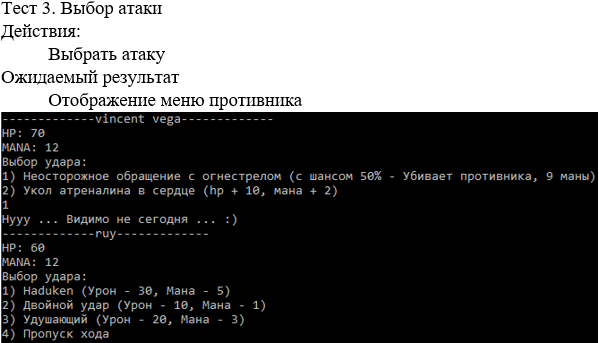 Тест 3. Выбор атаки
Действия:
Выбрать атаку
Ожидаемый результат
Отображение меню противника
-------------vincent vega-------------
HP: 70
MANA: 12
Выбор удара:
1) Неосторожное обращение с огнестрелом (с шансом 50% - Убивает противника, 9 маны)
2) Укол атреналина в сердце (hp + 10, мана + 2)
1
Нууу ... Видимо не сегодня ... :)
-------------ruy-------------
HP: 60
MANA: 12
Выбор удара:
1) Haduken (Урон - 30, Мана - 5)
2) Двойной удар (Урон - 10, Мана - 1)
3) Удушающий (Урон - 20, Мана - 3)
4) Пропуск хода